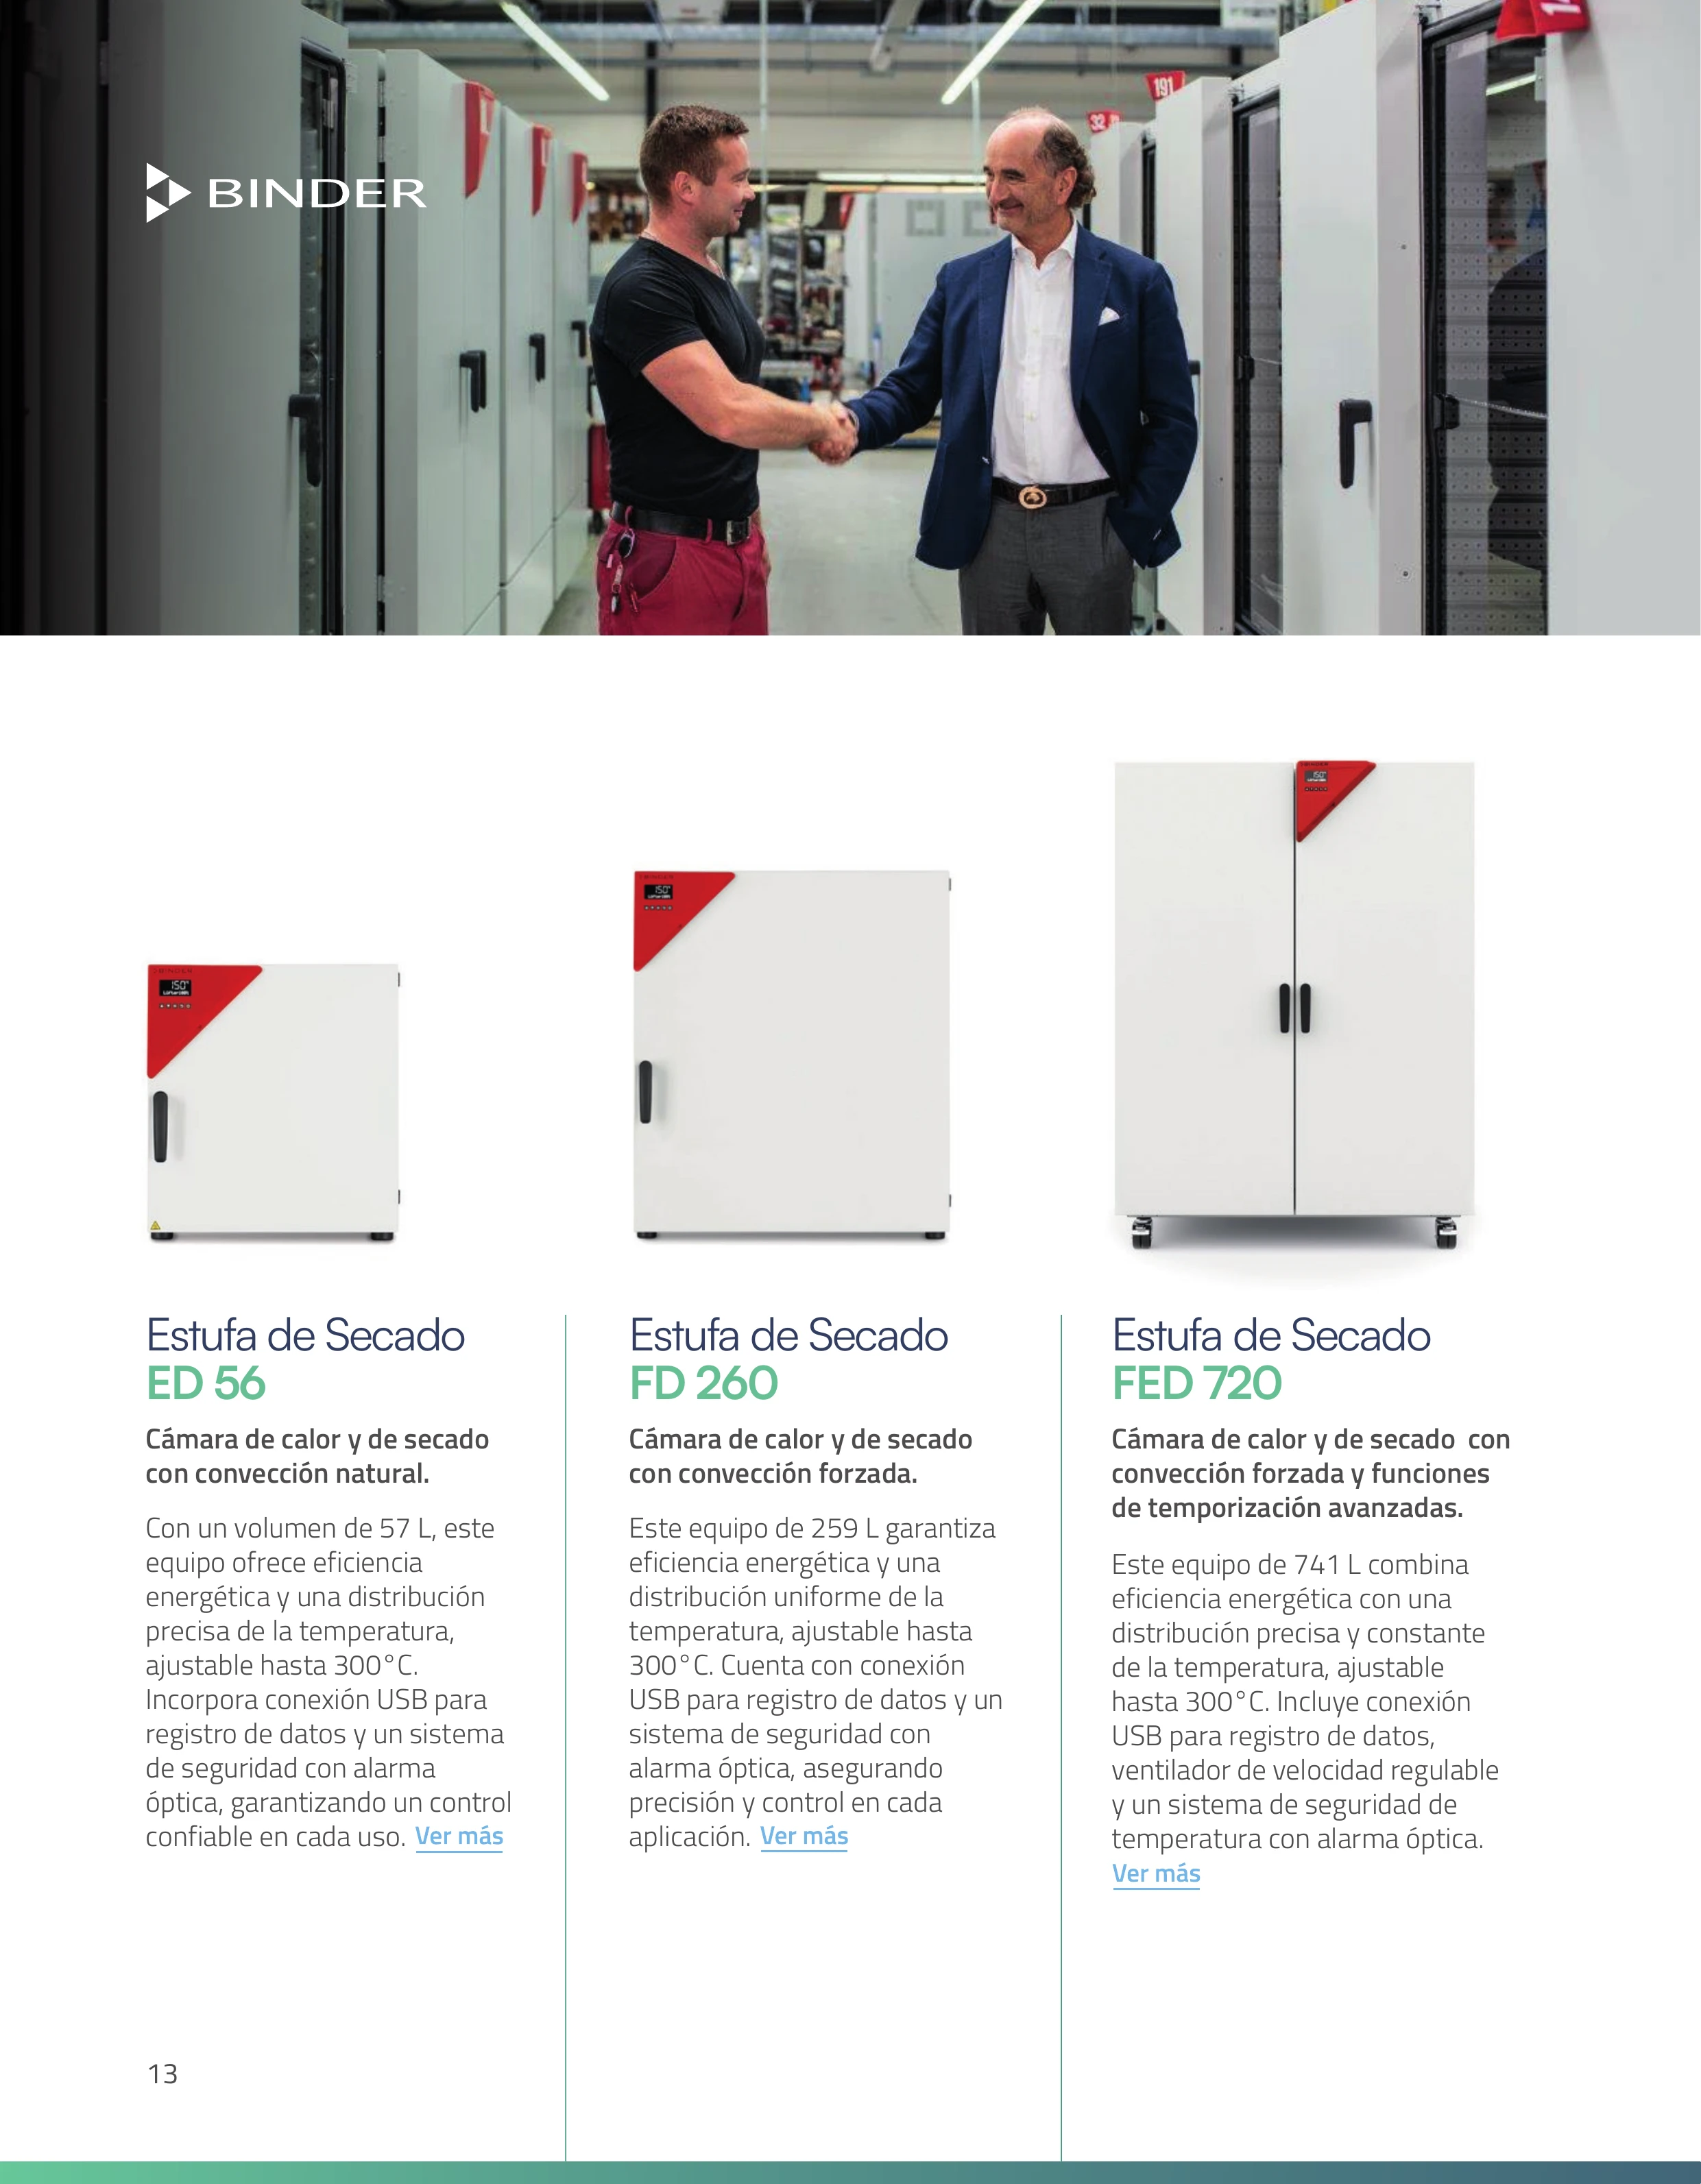 191
32
BINDER
BINDER
150°
BINDER
150°
150°
Estufa de Secado
ED 56
Cámara de calor y de secado
con convección natural.
Con un volumen de 57 L, este
equipo ofrece eficiencia
energética y una distribución
precisa de la temperatura,
ajustable hasta 300°C.
Incorpora conexión USB para
registro de datos y un sistema
de seguridad con alarma
óptica, garantizando un control
confiable en cada uso. Ver más
Estufa de Secado
FD 260
Cámara de calor y de secado
con convección forzada.
Este equipo de 259 L garantiza
eficiencia energética y una
distribución uniforme de la
temperatura, ajustable hasta
300°C. Cuenta con conexión
USB para registro de datos y un
sistema de seguridad con
alarma óptica, asegurando
precisión y control en cada
aplicación. Ver más
Estufa de Secado
FED 720
Cámara de calor y de secado  con
convección forzada y funciones
de temporización avanzadas.
Este equipo de 741 L combina
eficiencia energética con una
distribución precisa y constante
de la temperatura, ajustable
hasta 300°C. Incluye conexión
USB para registro de datos,
ventilador de velocidad regulable
y un sistema de seguridad de
temperatura con alarma óptica.
Ver más
13